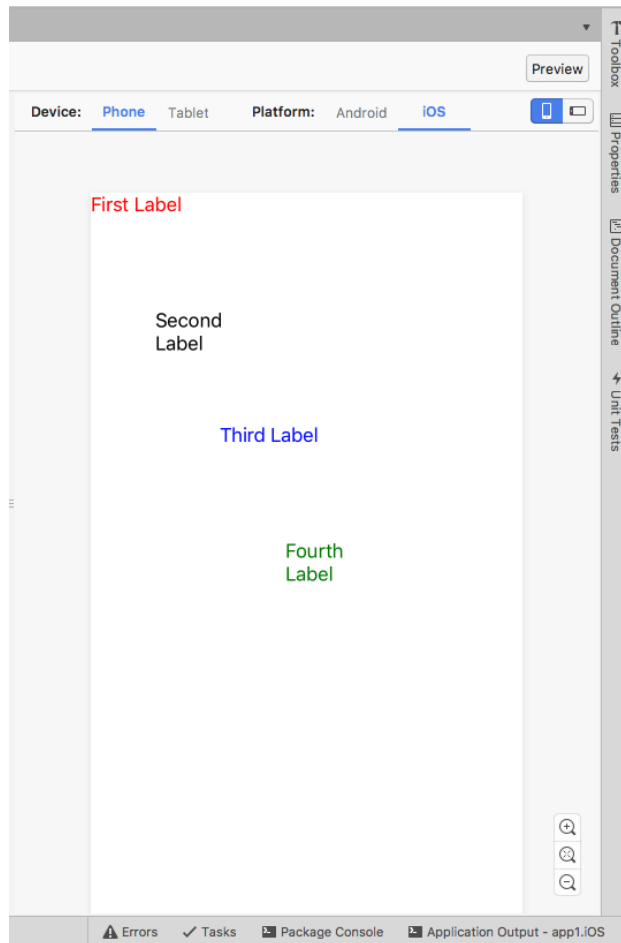 Preview
Device: Phone Tablet Platform: Android iOS
First Label
Second
Label
Third Label
Fourth
Label
Toolbox
Properties
Document Outline
Unit Tests
Errors Tasks Package Console Application Output - app1.iOS